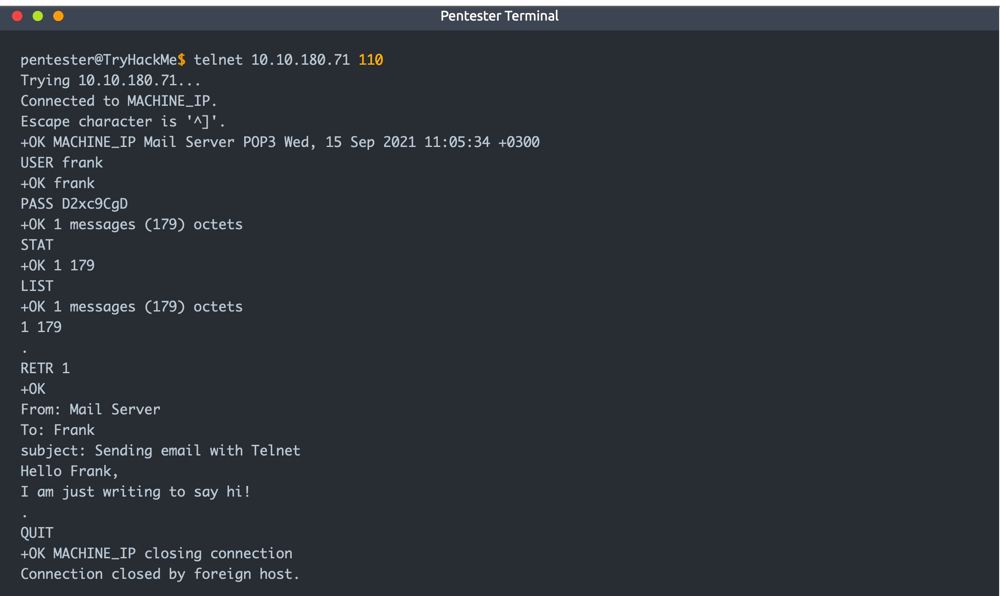 Pentester Terminal
pentester@TryHackMe$ telnet 10.10.180.71 110
Trying 10.10.180.71...
Connected to MACHINE_IP.
Escape character is '^]'.
+OK MACHINE_IP Mail Server POP3 Wed, 15 Sep 2021 11:05:34 +0300
USER frank
+OK frank
PASS D2xc9CgD
+OK 1 messages (179) octets
STAT
+OK 1 179
LIST
+OK 1 messages (179) octets
1 179
.
RETR 1
+OK
From: Mail Server
To: Frank
subject: Sending email with Telnet
Hello Frank,
I am just writing to say hi!
.
QUIT
+OK MACHINE_IP closing connection
Connection closed by foreign host.